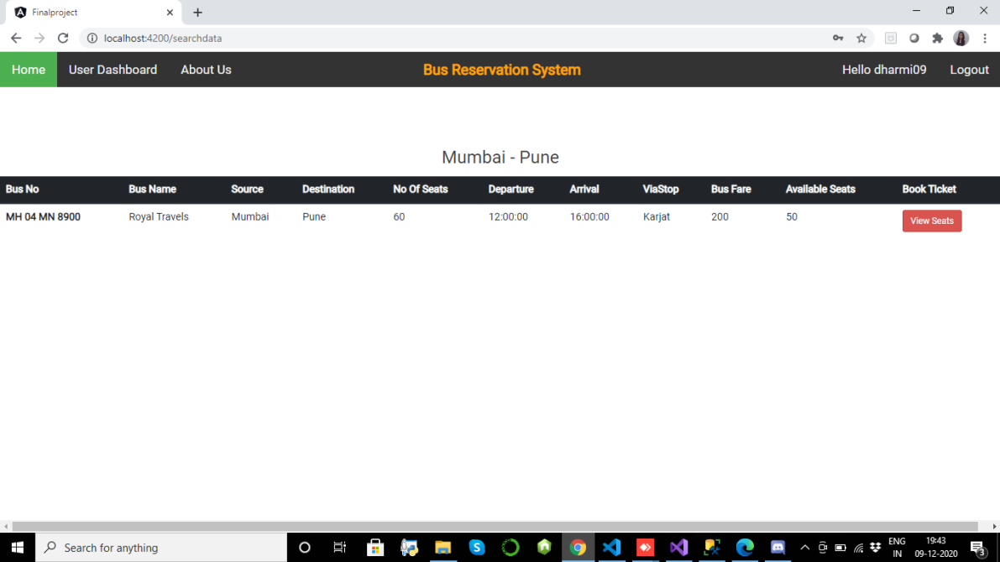 Finalproject
localhost:4200/searchdata
Home User Dashboard About Us Bus Reservation System Hello dharmi09 Logout
Mumbai - Pune
Bus No Bus Name Source Destination No Of Seats Departure Arrival ViaStop Bus Fare Available Seats Book Ticket
MH 04 MN 8900 Royal Travels Mumbai Pune 60 12:00:00 16:00:00 Karjat 200 50 View Seats
Search for anything
ENG
IN
19:43
09-12-2020
3